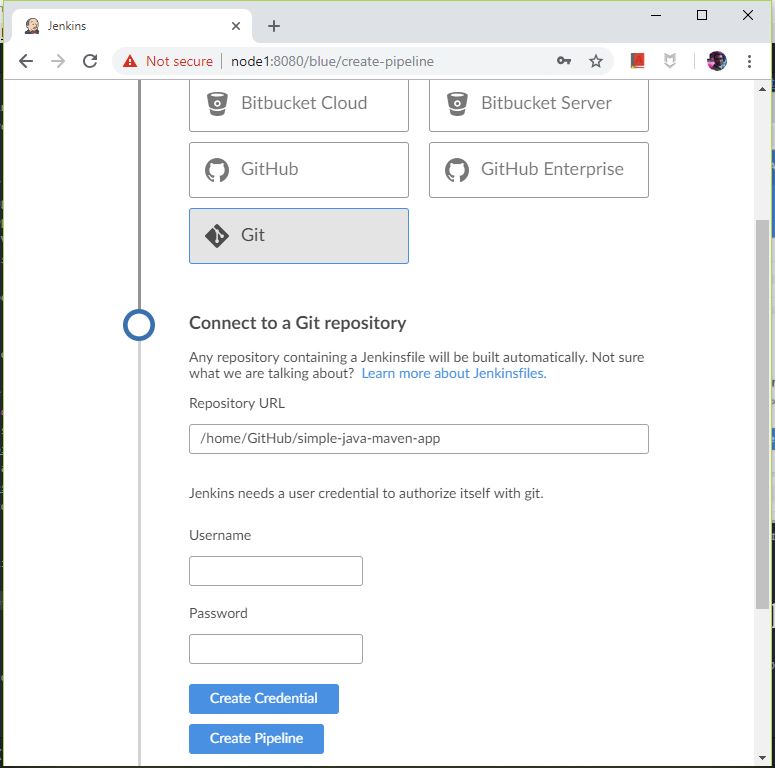 Jenkins
Not secure
node1:8080/blue/create-pipeline
Bitbucket Cloud
Bitbucket Server
GitHub
GitHub Enterprise
Git
Connect to a Git repository
Any repository containing a Jenkinsfile will be built automatically. Not sure
what we are talking about? Learn more about Jenkinsfiles.
Repository URL
/home/GitHub/simple-java-maven-app
Jenkins needs a user credential to authorize itself with git.
Username
Password
Create Credential
Create Pipeline